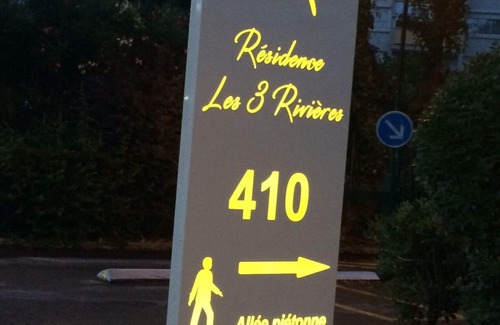 Résidence
Les 3 Rivières
410
Allée piétonne